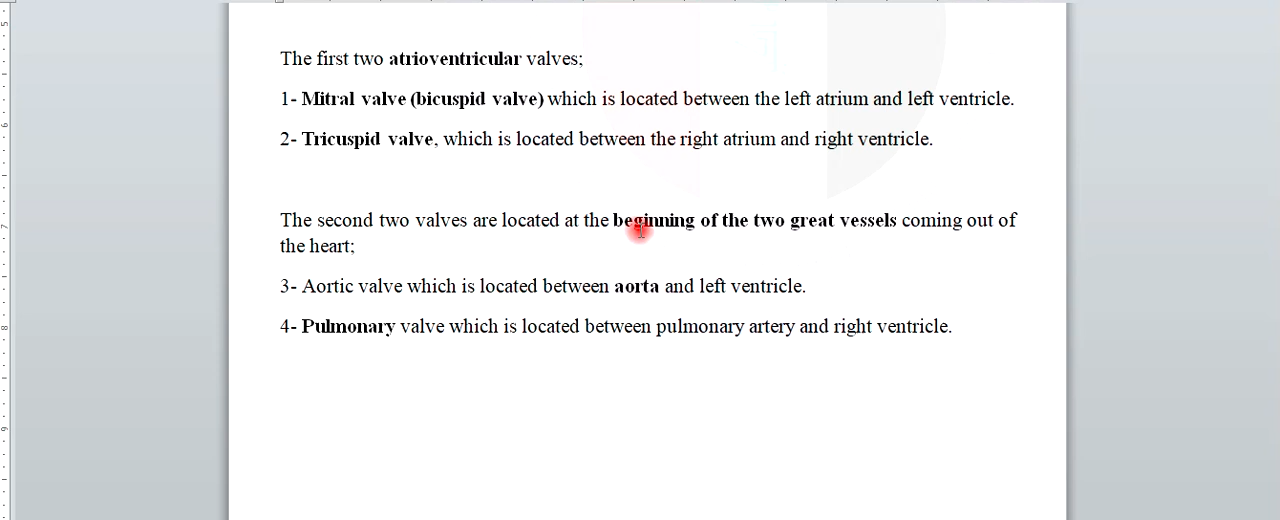 The first two atrioventricular valves;
1- Mitral valve (bicuspid valve) which is located between the left atrium and left ventricle.
2- Tricuspid valve, which is located between the right atrium and right ventricle.
The second two valves are located at the beginning of the two great vessels coming out of
the heart;
3- Aortic valve which is located between aorta and left ventricle.
4- Pulmonary valve which is located between pulmonary artery and right ventricle.